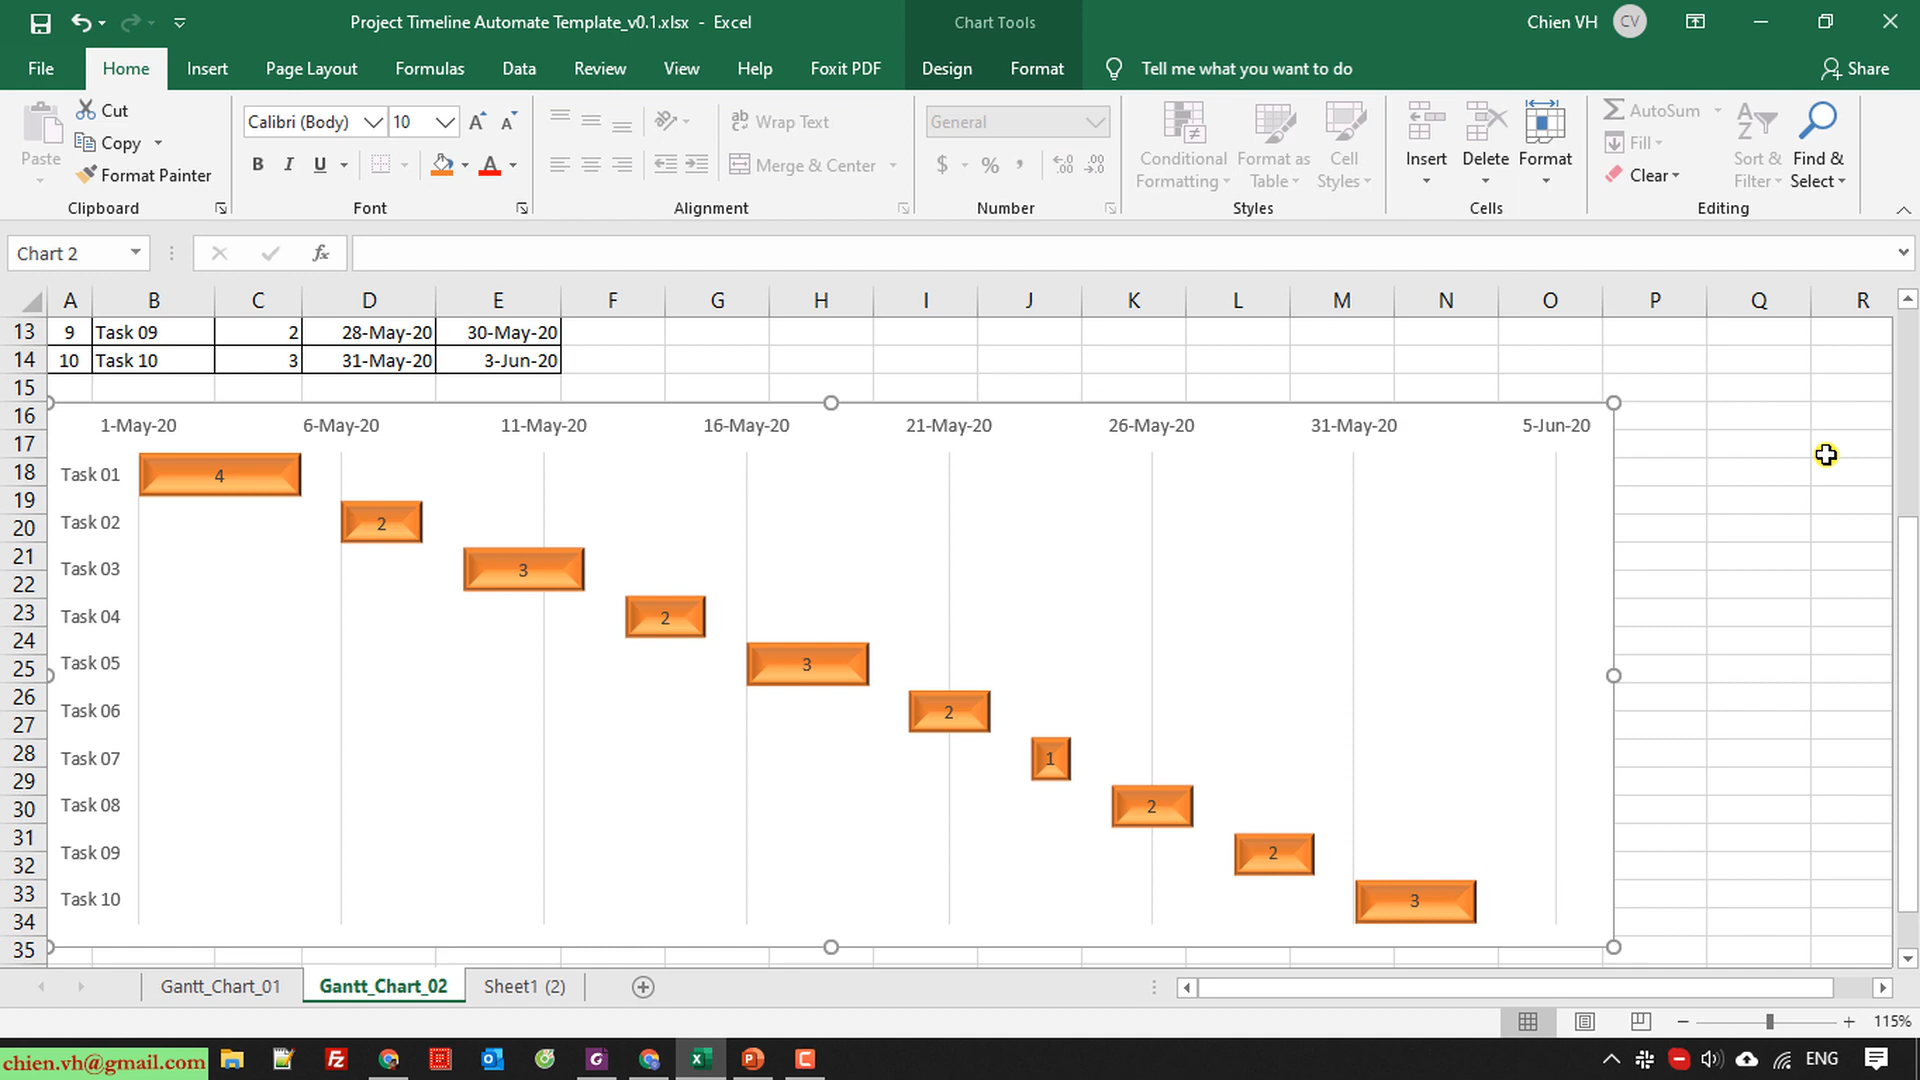 Project Timeline Automate Template_v0.1.xlsx - Excel
Chart Tools
Chien VH
CV
File
Home
Insert
Page Layout
Formulas
Data
Review
View
Help
Foxit PDF
Design
Format
Tell me what you want to do
Share
Paste
Cut
Copy
Format Painter
Clipboard
Calibri (Body)
10
B I U
Font
Wrap Text
Merge & Center
Alignment
General
$ % ,
Number
Conditional
Formatting
Format as
Table
Cell
Styles
Styles
Insert
Delete
Format
Cells
AutoSum
Fill
Clear
Sort &
Filter
Find &
Select
Editing
Chart 2
fx
A B C D E F G H I J K L M N O P Q R
13 9 Task 09 2 28-May-20 30-May-20
14 10 Task 10 3 31-May-20 3-Jun-20
15
16
17
18
19
20
21
22
23
24
25
26
27
28
29
30
31
32
33
34
35
1-May-20 6-May-20 11-May-20 16-May-20 21-May-20 26-May-20 31-May-20 5-Jun-20
Task 01 4
Task 02 2
Task 03 3
Task 04 2
Task 05 3
Task 06 2
Task 07 1
Task 08 2
Task 09 2
Task 10 3
Gantt_Chart_01
Gantt_Chart_02
Sheet1 (2)
115%
chien.vh@gmail.com
ENG